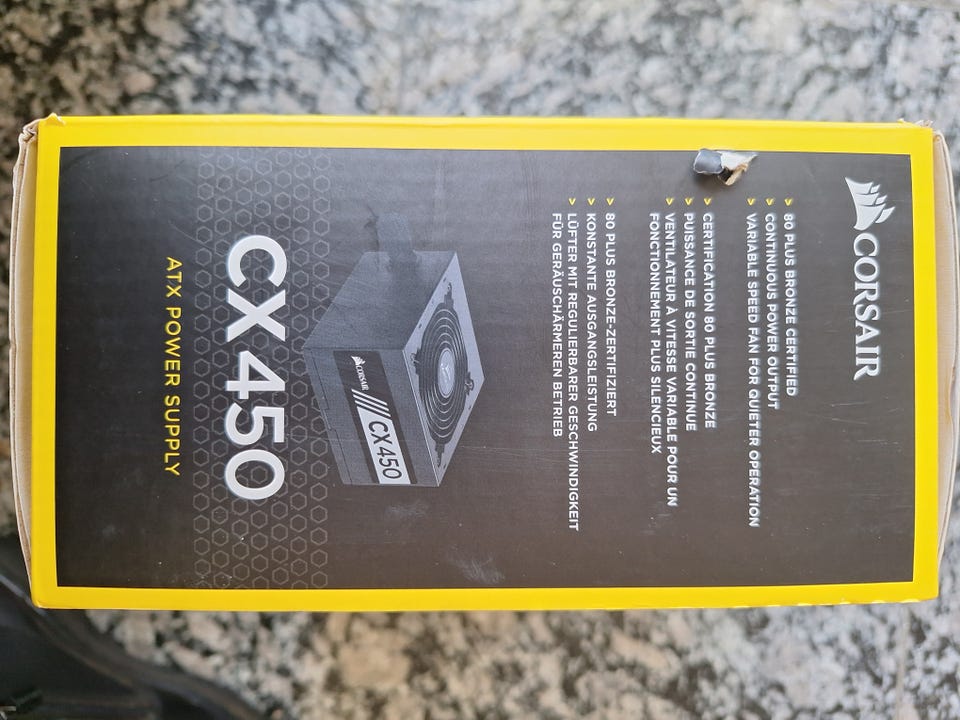 CORSAIR
> 80 PLUS BRONZE CERTIFIED
> CONTINUOUS POWER OUTPUT
> VARIABLE SPEED FAN FOR QUIETER OPERATION
> CERTIFICATION 80 PLUS BRONZE
> PUISSANCE DE SORTIE CONTINUE
> VENTILATEUR À VITESSE VARIABLE POUR UN
FONCTIONNEMENT PLUS SILENCIEUX
> 80 PLUS BRONZE-ZERTIFIZIERT
> KONSTANTE AUSGANGSLEISTUNG
> LÜFTER MIT REGULIERBARER GESCHWINDIGKEIT
FÜR GERÄUSCHÄRMEREN BETRIEB
CORSAIR
CX450
CX450
ATX POWER SUPPLY